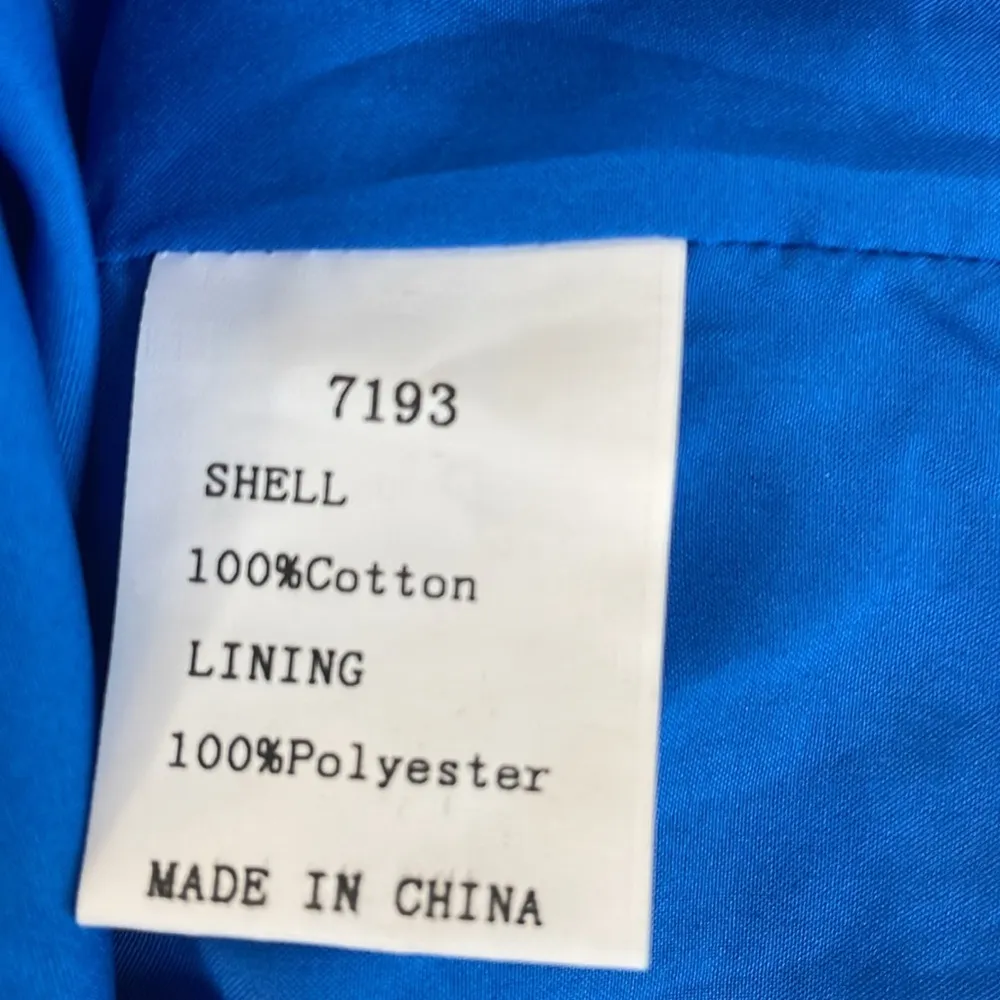 7193
SHELL
100%Cotton
LINING
100%Polyester
MADE IN CHINA